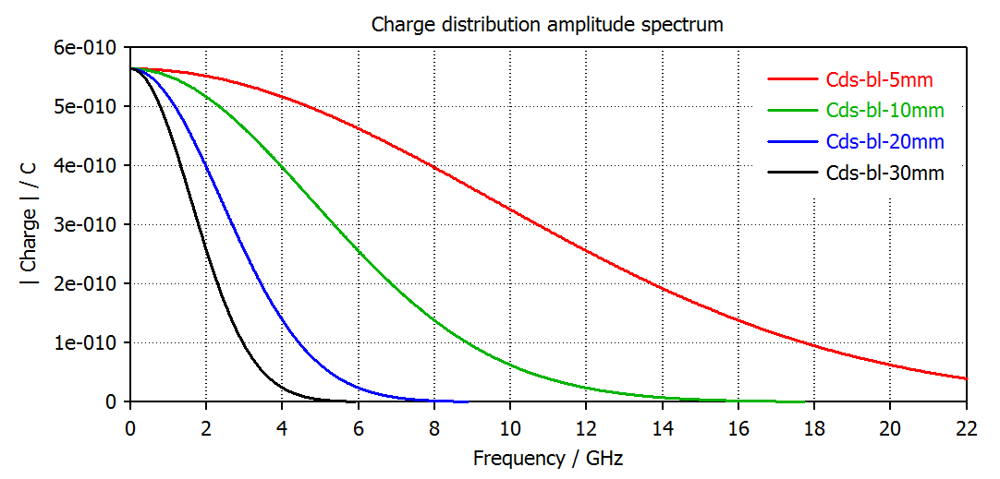 Charge distribution amplitude spectrum
6e-010
5e-010
4e-010
3e-010
2e-010
1e-010
0
| Charge | / C
Cds-bl-5mm
Cds-bl-10mm
Cds-bl-20mm
Cds-bl-30mm
0 2 4 6 8 10 12 14 16 18 20 22
Frequency / GHz